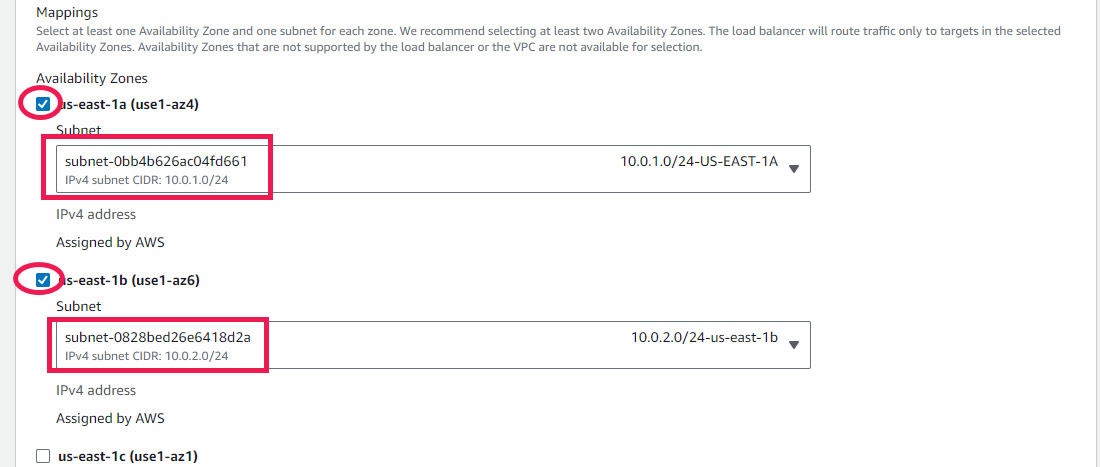 Mappings
Select at least one Availability Zone and one subnet for each zone. We recommend selecting at least two Availability Zones. The load balancer will route traffic only to targets in the selected
Availability Zones. Availability Zones that are not supported by the load balancer or the VPC are not available for selection.
Availability Zones
us-east-1a (use1-az4)
Subnet
subnet-0bb4b626ac04fd661 10.0.1.0/24-US-EAST-1A
IPv4 subnet CIDR: 10.0.1.0/24
IPv4 address
Assigned by AWS
us-east-1b (use1-az6)
Subnet
subnet-0828bed26e6418d2a 10.0.2.0/24-us-east-1b
IPv4 subnet CIDR: 10.0.2.0/24
IPv4 address
Assigned by AWS
us-east-1c (use1-az1)